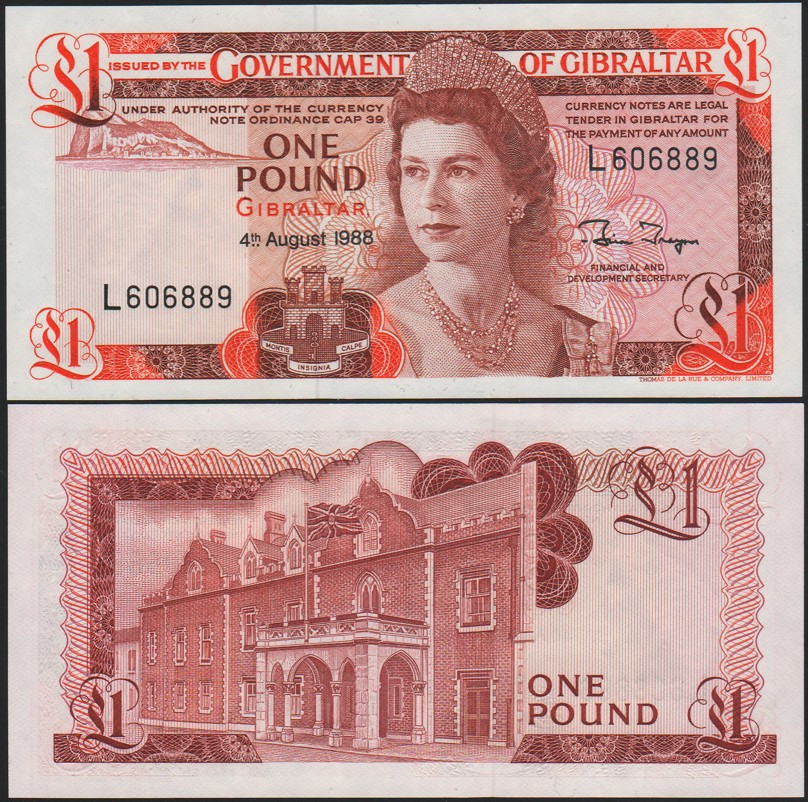 £1 ISSUED BY THE GOVERNMENT OF GIBRALTAR £1
UNDER AUTHORITY OF THE CURRENCY
NOTE ORDINANCE CAP 39.
CURRENCY NOTES ARE LEGAL
TENDER IN GIBRALTAR FOR
THE PAYMENT OF ANY AMOUNT
ONE
POUND
GIBRALTAR
4th August 1988
L606889
FINANCIAL AND
DEVELOPMENT SECRETARY
L606889
MONTIS CALPE
INSIGNIA
£1
£1
THOMAS DE LA RUE & COMPANY, LIMITED
£1
ONE
POUND
£1
£1